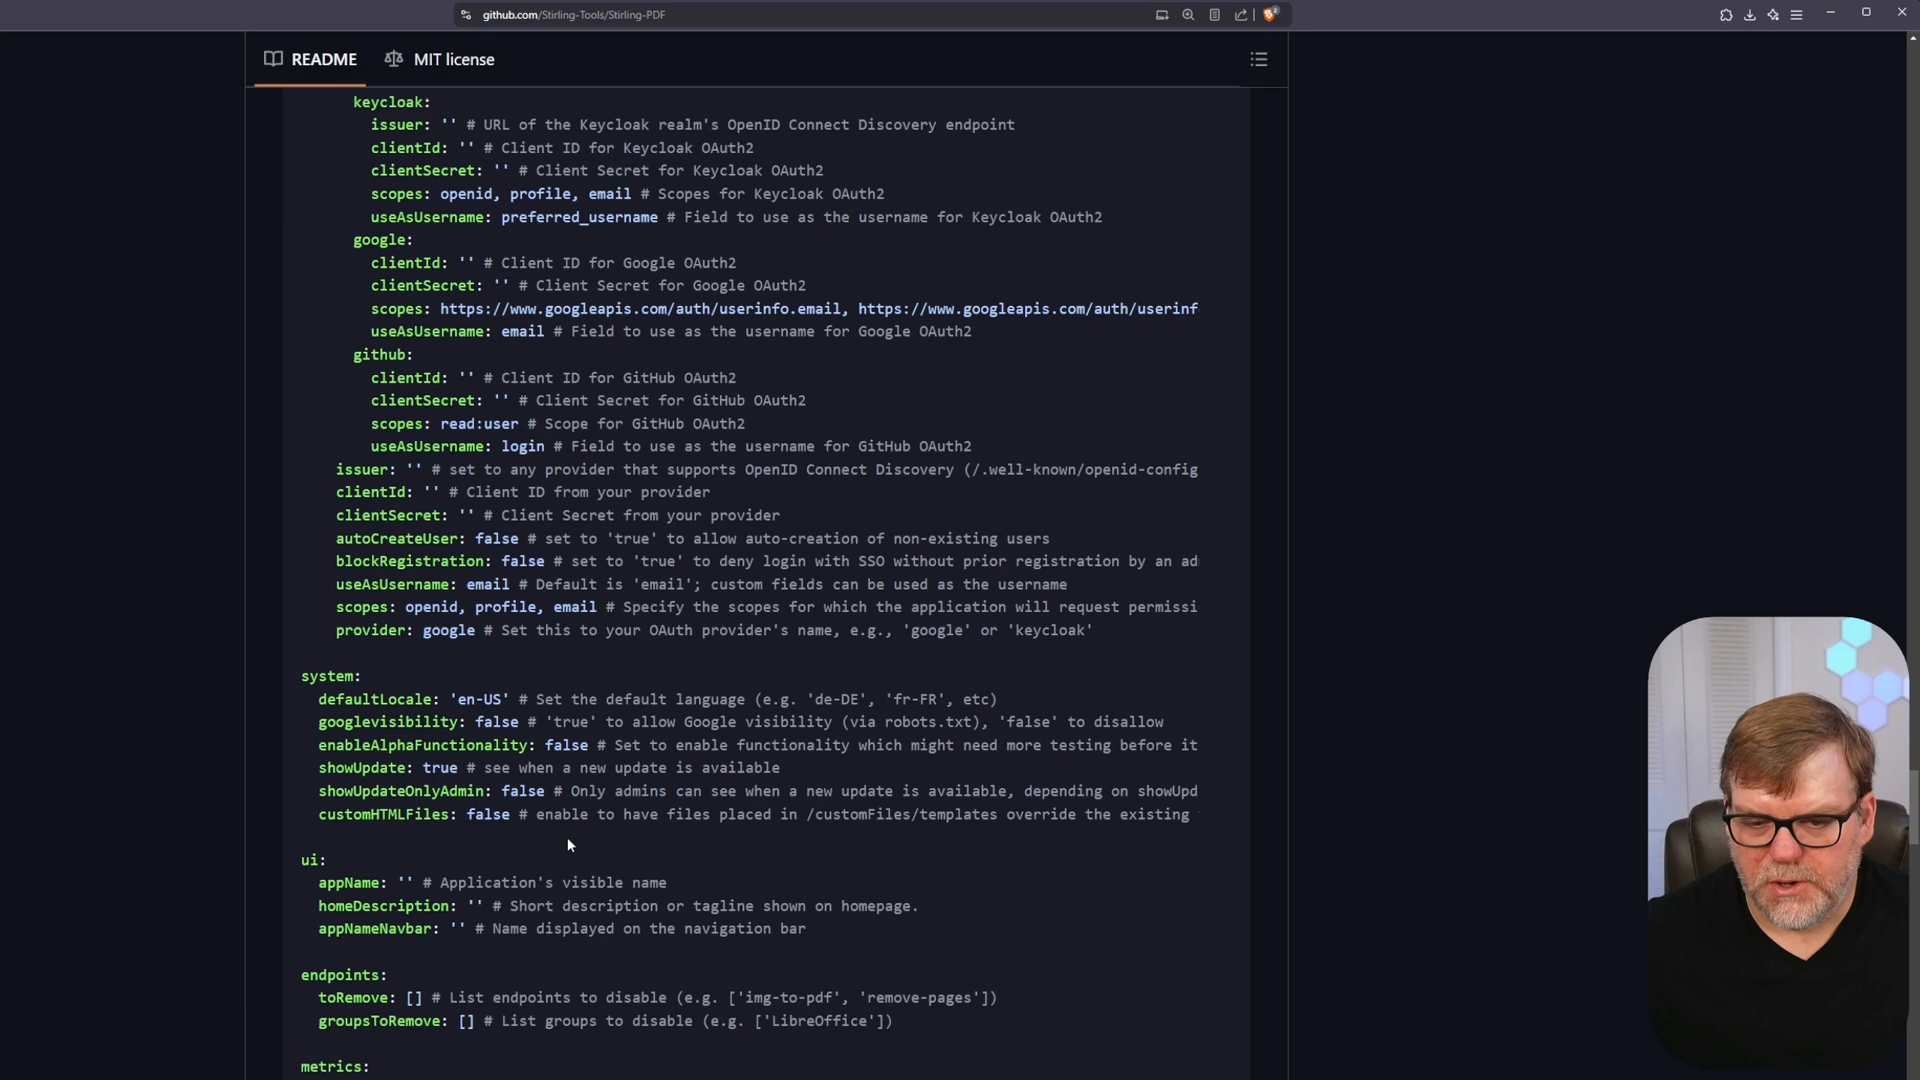 github.com/Stirling-Tools/Stirling-PDF
README
MIT license
keycloak:
issuer: '' # URL of the Keycloak realm's OpenID Connect Discovery endpoint
clientId: '' # Client ID for Keycloak OAuth2
clientSecret: '' # Client Secret for Keycloak OAuth2
scopes: openid, profile, email # Scopes for Keycloak OAuth2
useAsUsername: preferred_username # Field to use as the username for Keycloak OAuth2
google:
clientId: '' # Client ID for Google OAuth2
clientSecret: '' # Client Secret for Google OAuth2
scopes: https://www.googleapis.com/auth/userinfo.email, https://www.googleapis.com/auth/userinf
useAsUsername: email # Field to use as the username for Google OAuth2
github:
clientId: '' # Client ID for GitHub OAuth2
clientSecret: '' # Client Secret for GitHub OAuth2
scopes: read:user # Scope for GitHub OAuth2
useAsUsername: login # Field to use as the username for GitHub OAuth2
issuer: '' # set to any provider that supports OpenID Connect Discovery (/.well-known/openid-config
clientId: '' # Client ID from your provider
clientSecret: '' # Client Secret from your provider
autoCreateUser: false # set to 'true' to allow auto-creation of non-existing users
blockRegistration: false # set to 'true' to deny login with SSO without prior registration by an ad
useAsUsername: email # Default is 'email'; custom fields can be used as the username
scopes: openid, profile, email # Specify the scopes for which the application will request permissi
provider: google # Set this to your OAuth provider's name, e.g., 'google' or 'keycloak'
system:
defaultLocale: 'en-US' # Set the default language (e.g. 'de-DE', 'fr-FR', etc)
googlevisibility: false # 'true' to allow Google visibility (via robots.txt), 'false' to disallow
enableAlphaFunctionality: false # Set to enable functionality which might need more testing before it
showUpdate: true # see when a new update is available
showUpdateOnlyAdmin: false # Only admins can see when a new update is available, depending on showUpd
customHTMLFiles: false # enable to have files placed in /customFiles/templates override the existing
ui:
appName: '' # Application's visible name
homeDescription: '' # Short description or tagline shown on homepage.
appNameNavbar: '' # Name displayed on the navigation bar
endpoints:
toRemove: [] # List endpoints to disable (e.g. ['img-to-pdf', 'remove-pages'])
groupsToRemove: [] # List groups to disable (e.g. ['LibreOffice'])
metrics: